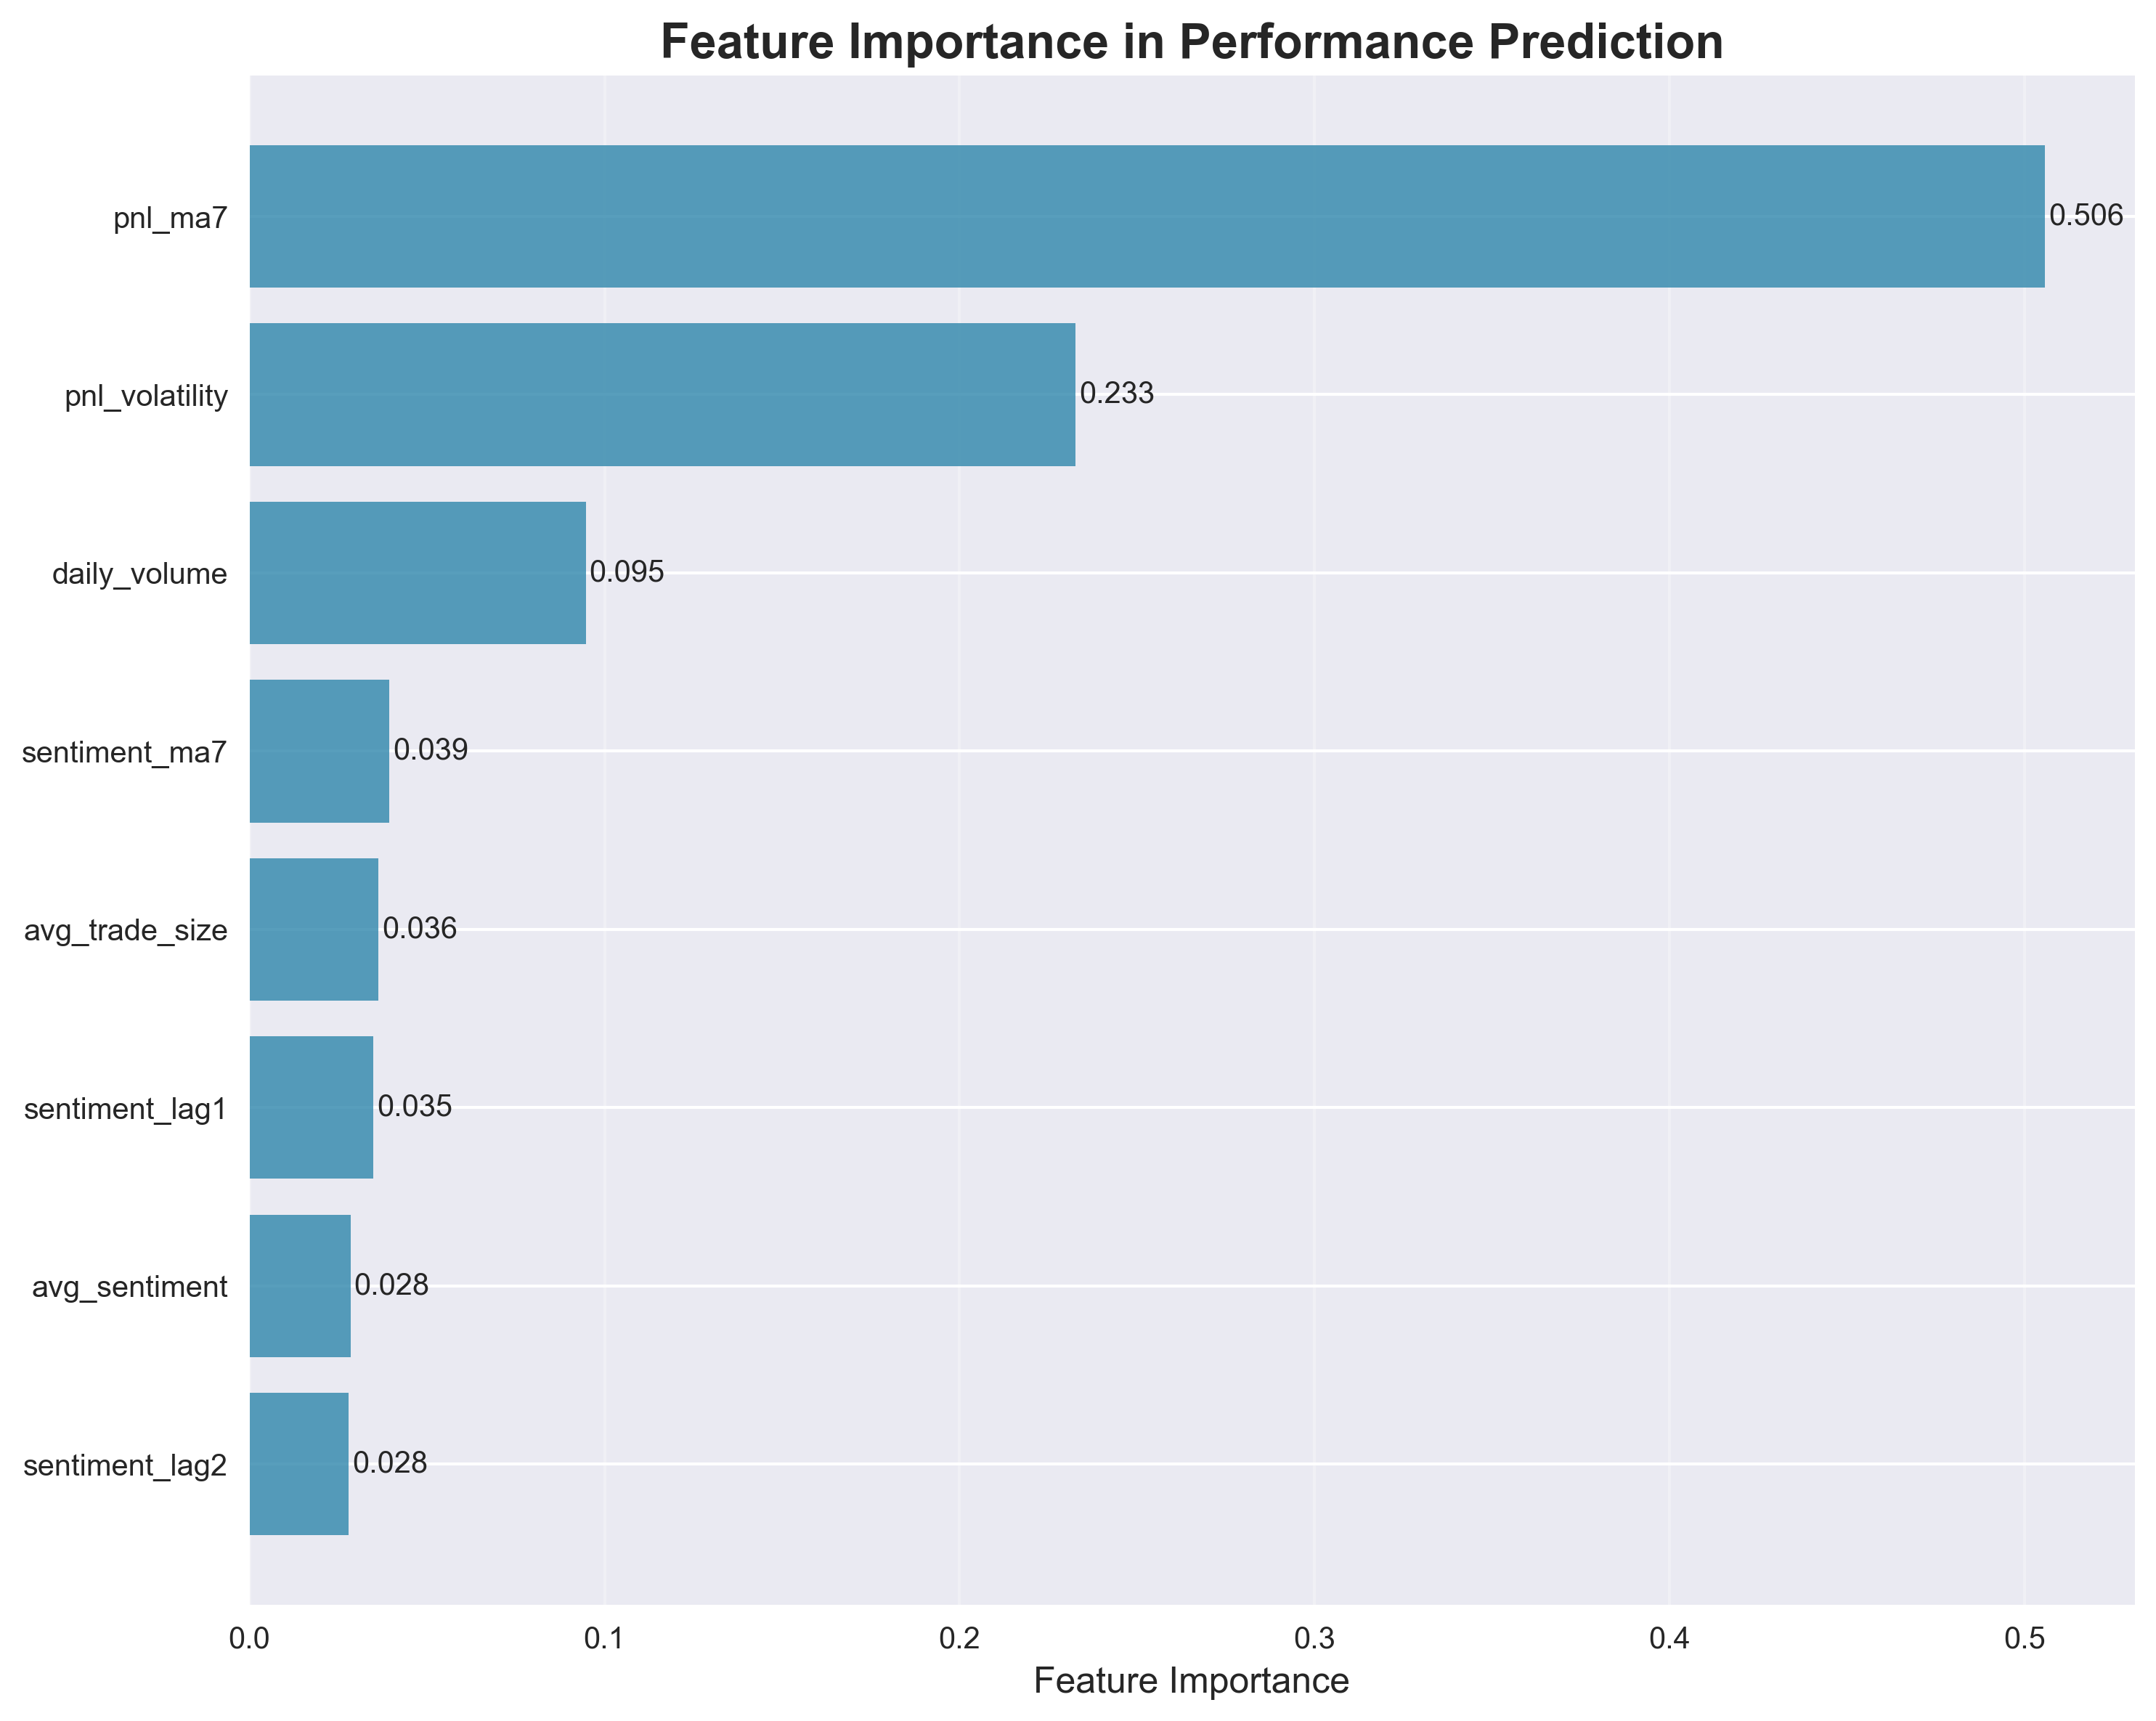 Feature Importance in Performance Prediction
pnl_ma7
0.506
pnl_volatility
0.233
daily_volume
0.095
sentiment_ma7
0.039
avg_trade_size
0.036
sentiment_lag1
0.035
avg_sentiment
0.028
sentiment_lag2
0.028
0.0 0.1 0.2 0.3 0.4 0.5
Feature Importance